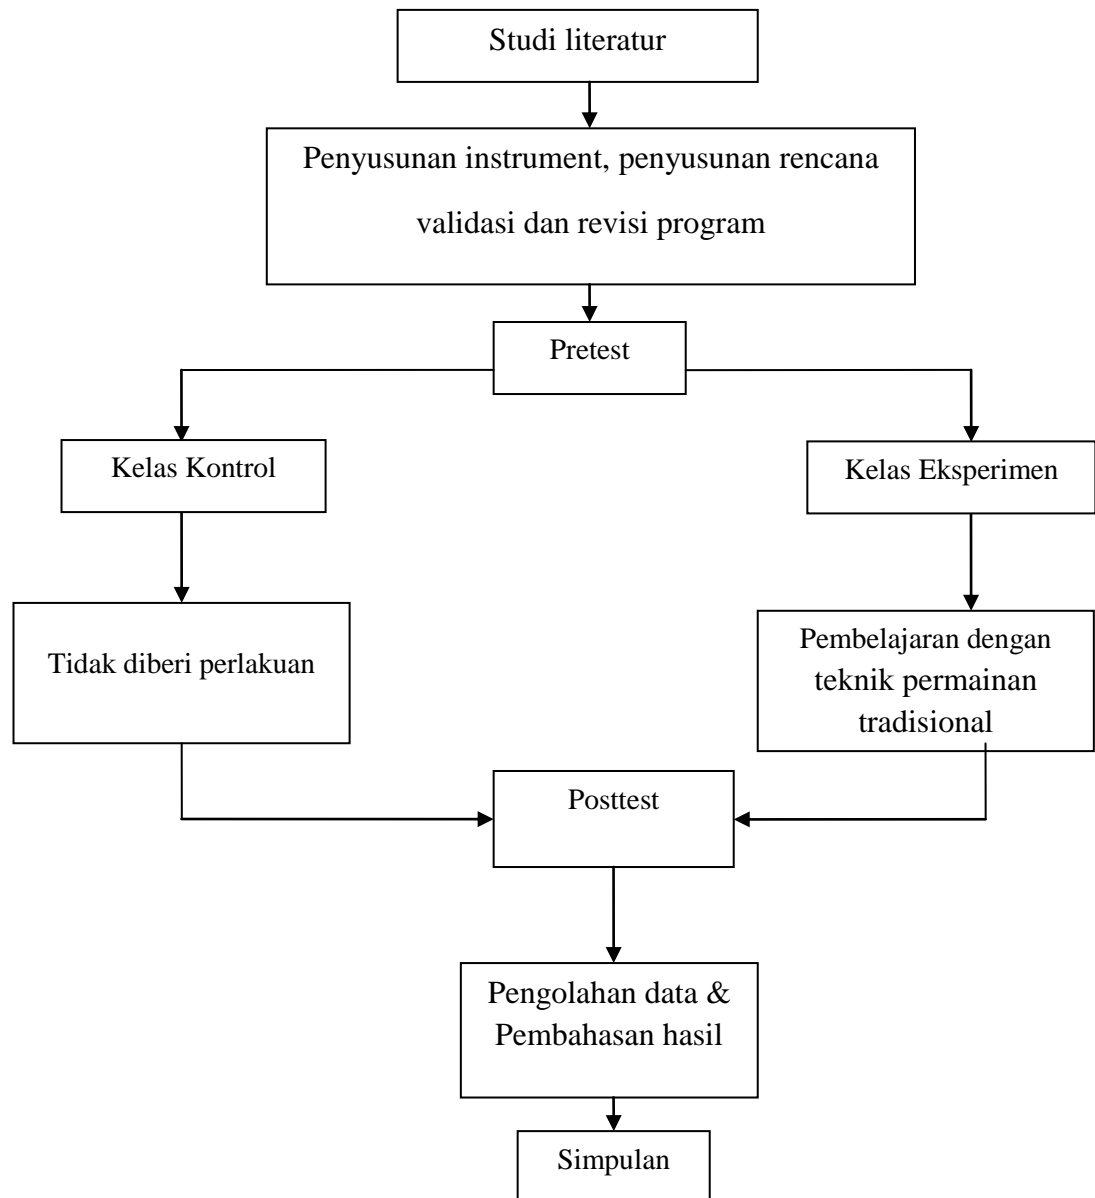 Studi literatur
Penyusunan instrument, penyusunan rencana
validasi dan revisi program
Pretest
Kelas Kontrol
Kelas Eksperimen
Tidak diberi perlakuan
Pembelajaran dengan
teknik permainan
tradisional
Posttest
Pengolahan data &
Pembahasan hasil
Simpulan